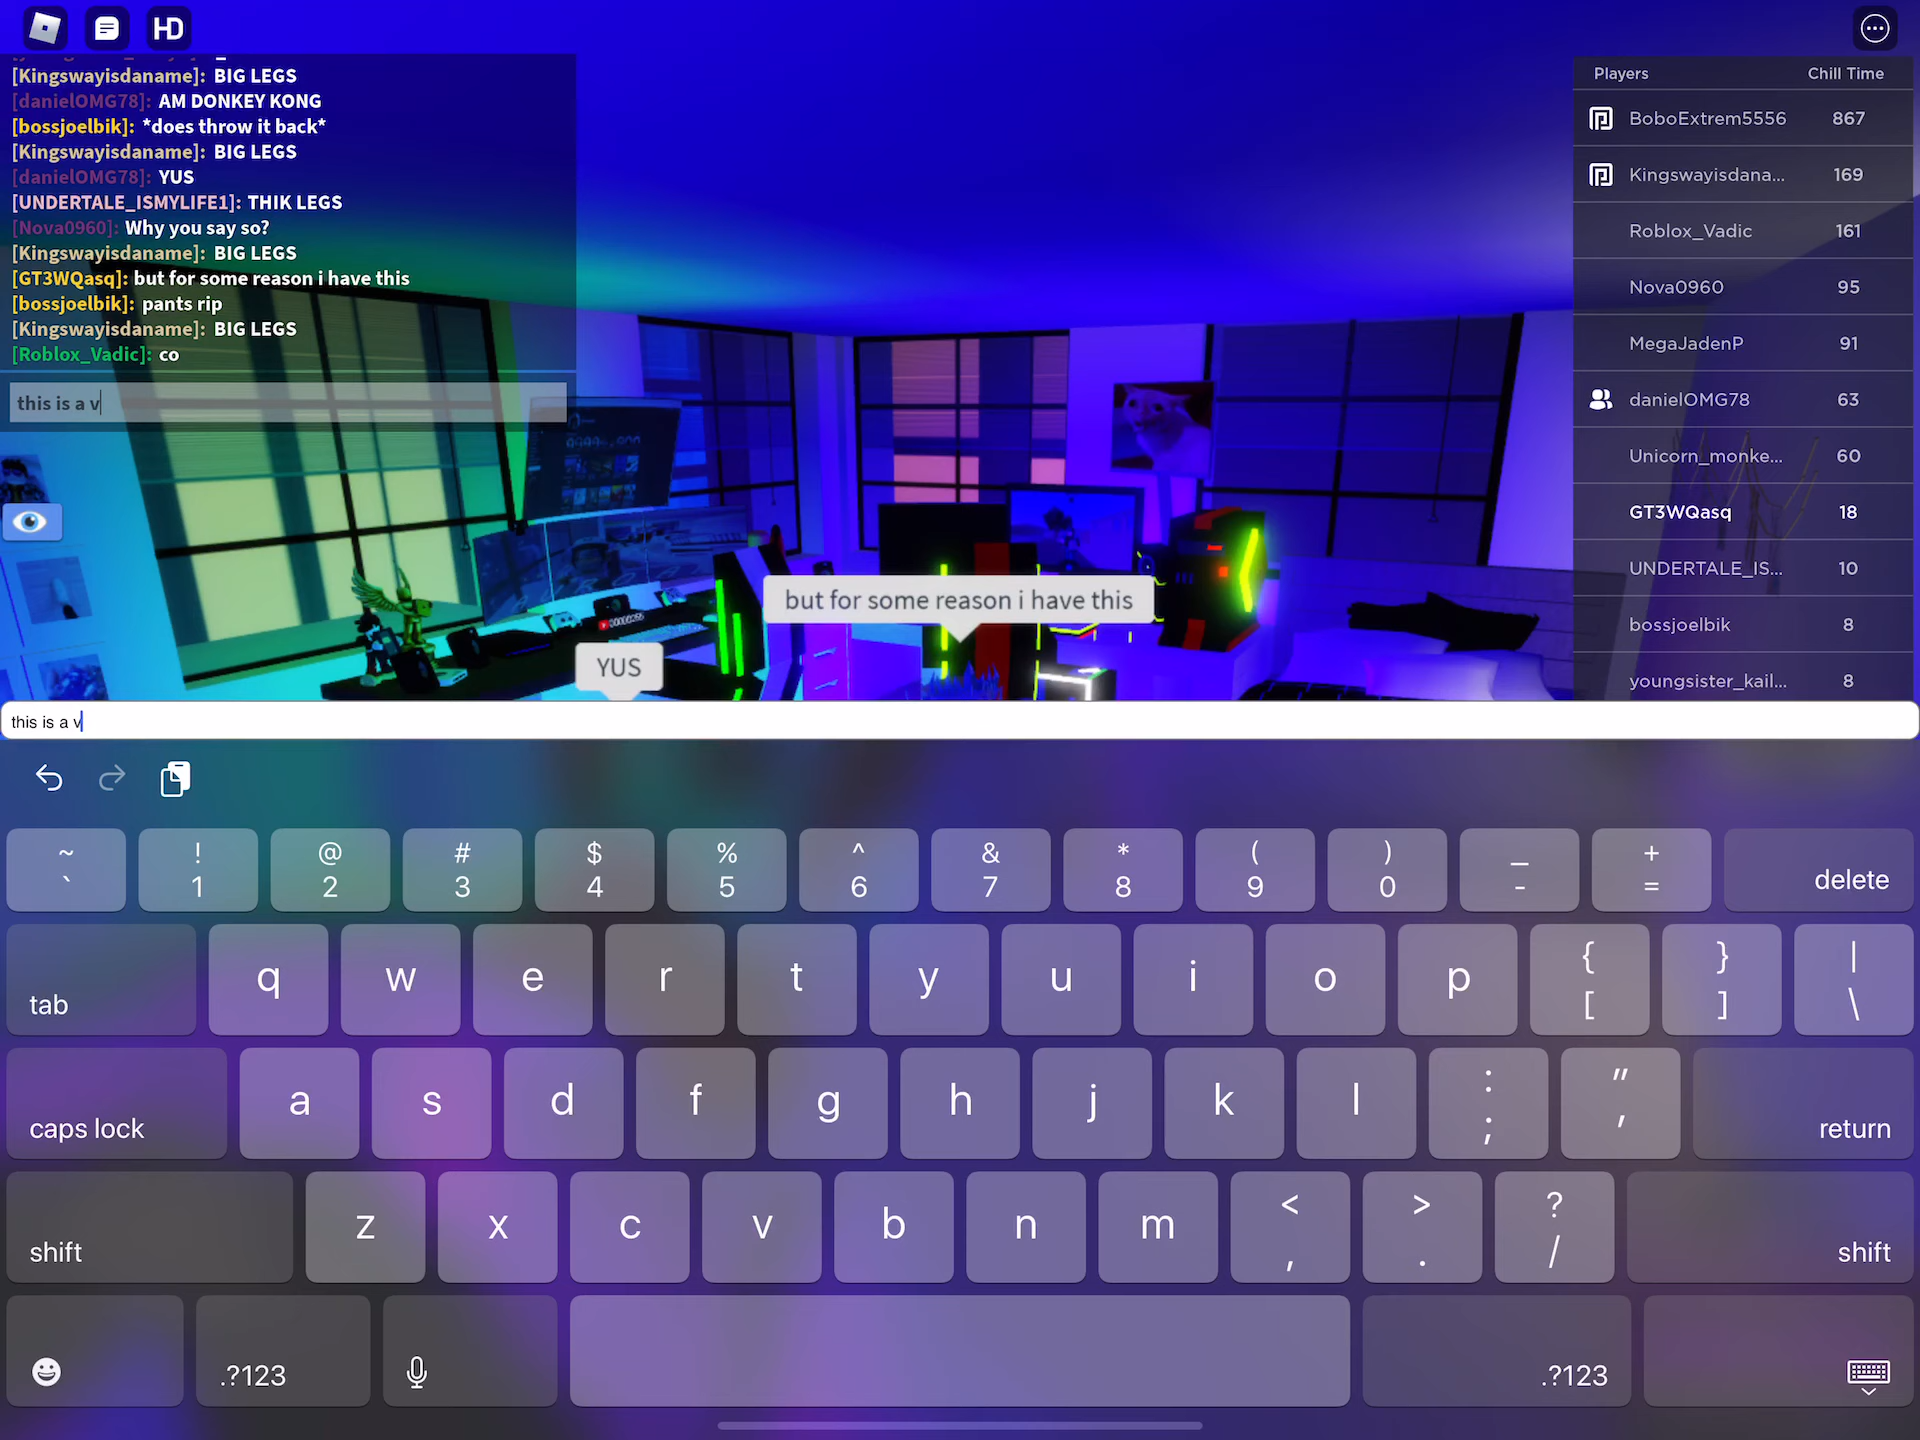 HD
[Kingswayisdaname]: BIG LEGS
[danielOMG78]: AM DONKEY KONG
[bossjoelbik]: *does throw it back*
[Kingswayisdaname]: BIG LEGS
[danielOMG78]: YUS
[UNDERTALE_ISMYLIFE1]: THIK LEGS
[Nova0960]: Why you say so?
[Kingswayisdaname]: BIG LEGS
[GT3WQasq]: but for some reason i have this
[bossjoelbik]: pants rip
[Kingswayisdaname]: BIG LEGS
[Roblox_Vadic]: co
this is a v
Players Chill Time
BoboExtrem5556 867
Kingswayisdana... 169
Roblox_Vadic 161
Nova0960 95
MegaJadenP 91
danielOMG78 63
Unicorn_monke... 60
GT3WQasq 18
UNDERTALE_IS... 10
bossjoelbik 8
youngsister_kail... 8
but for some reason i have this
YUS
this is a v
~ ! @ # $ % ^ & * ( ) _ +
` 1 2 3 4 5 6 7 8 9 0 - = delete
tab q w e r t y u i o p { [ } ] | \
caps lock a s d f g h j k l : ; " ' return
shift z x c v b n m < , > . ? / shift
.?123 .?123